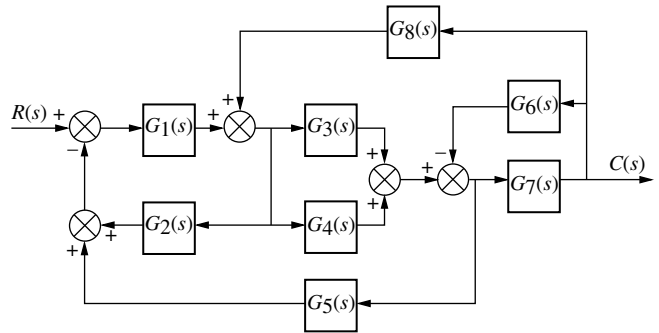 G8(s)
R(s) + − G1(s) + + G3(s) + + + − G6(s)
G7(s) C(s)
+ + G2(s) G4(s)
G5(s)